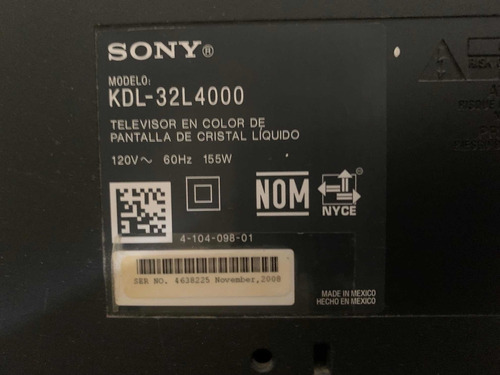 SONY®
MODELO:
KDL-32L4000
TELEVISOR EN COLOR DE
PANTALLA DE CRISTAL LÍQUIDO
120V~ 60Hz 155W
NOM
NYCE
4-104-098-01
SER NO. 4638225 November,2008
MADE IN MEXICO
HECHO EN MEXICO